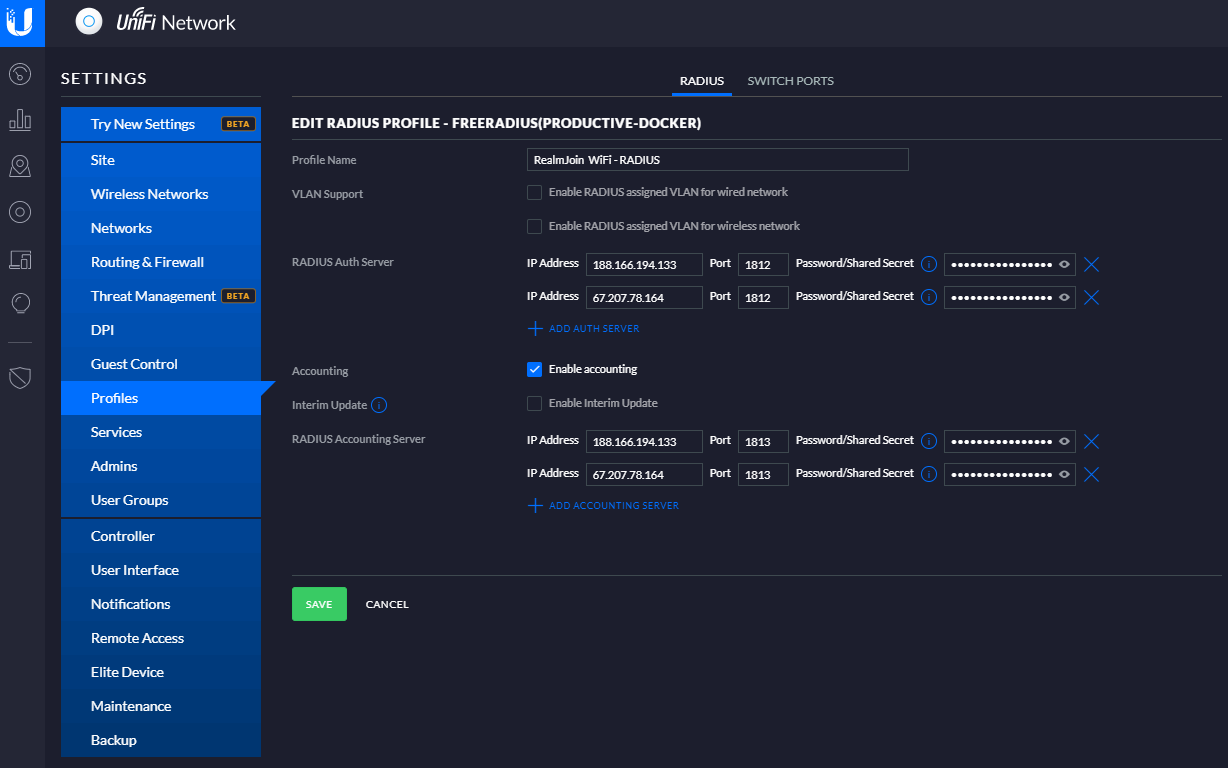 UniFi Network
SETTINGS
Try New Settings BETA
Site
Wireless Networks
Networks
Routing & Firewall
Threat Management BETA
DPI
Guest Control
Profiles
Services
Admins
User Groups
Controller
User Interface
Notifications
Remote Access
Elite Device
Maintenance
Backup
RADIUS SWITCH PORTS
EDIT RADIUS PROFILE - FREERADIUS(PRODUCTIVE-DOCKER)
Profile Name RealmJoin WiFi - RADIUS
VLAN Support Enable RADIUS assigned VLAN for wired network
Enable RADIUS assigned VLAN for wireless network
RADIUS Auth Server IP Address 188.166.194.133 Port 1812 Password/Shared Secret ••••••••••••••••
IP Address 67.207.78.164 Port 1812 Password/Shared Secret ••••••••••••••••
ADD AUTH SERVER
Accounting Enable accounting
Interim Update Enable Interim Update
RADIUS Accounting Server IP Address 188.166.194.133 Port 1813 Password/Shared Secret ••••••••••••••••
IP Address 67.207.78.164 Port 1813 Password/Shared Secret ••••••••••••••••
ADD ACCOUNTING SERVER
SAVE CANCEL